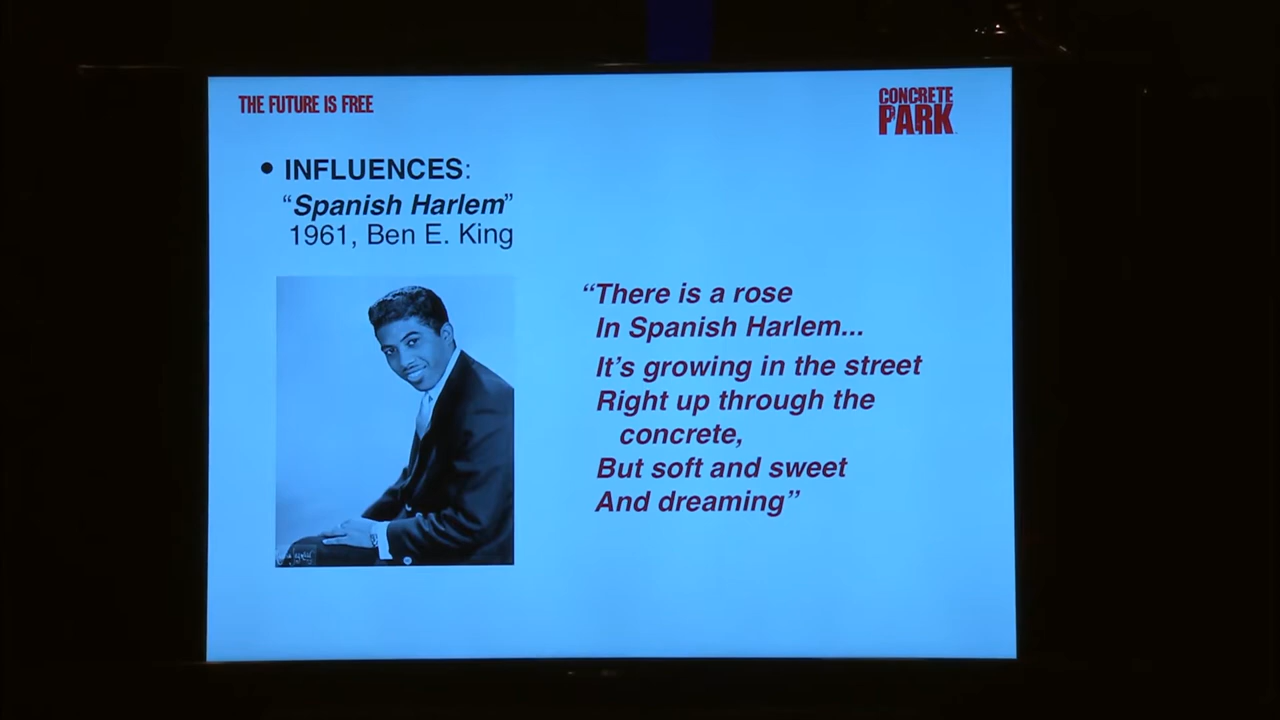 THE FUTURE IS FREE
CONCRETE
PARK
• INFLUENCES:
“Spanish Harlem”
1961, Ben E. King
“There is a rose
In Spanish Harlem...
It’s growing in the street
Right up through the
concrete,
But soft and sweet
And dreaming”